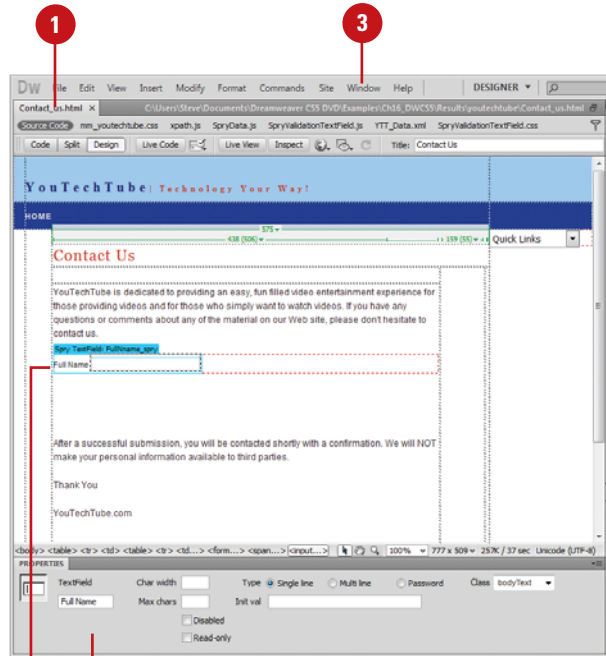 1
3
DW File Edit View Insert Modify Format Commands Site Window Help DESIGNER
Contact_us.html × C:\Users\Steve\Documents\Dreamweaver CS5 DVD\Examples\Ch16_DWCS5\Results\youtechtube\Contact_us.html
Source Code mm_youtechtube.css xpath.js SpryData.js SpryValidationTextField.js YTT_Data.xml SpryValidationTextField.css
Code Split Design Live Code Live View Inspect Title: Contact Us
YouTechTube| Technology Your Way!
HOME
575
438 (506) 159 (55) Quick Links
Contact Us
YouTechTube is dedicated to providing an easy, fun filled video entertainment experience for
those providing videos and for those who simply want to watch videos. If you have any
questions or comments about any of the material on our Web site, please don't hesitate to
contact us.
Spry TextField: Fullname_spry
Full Name
After a successful submission, you will be contacted shortly with a confirmation. We will NOT
make your personal information available to third parties.
Thank You
YouTechTube.com
<body> <table> <tr> <td> <table> <tr> <td...> <form...> <span...> <input...> 100% 777 x 509 257K / 37 sec Unicode (UTF-8)
PROPERTIES
TextField Char width Type Single line Multi line Password Class bodyText
Full Name Max chars Init val
Disabled
Read-only